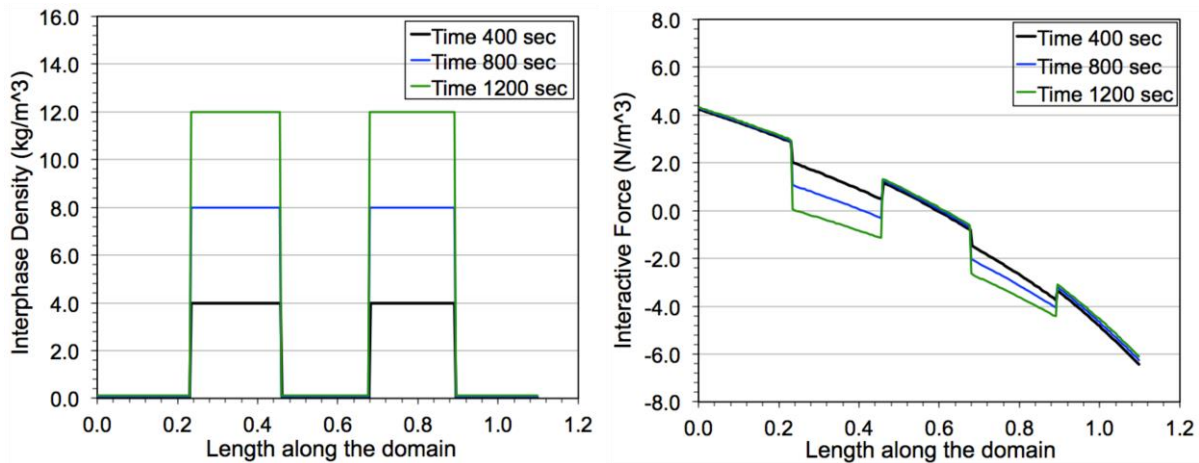 16.0
14.0
12.0
10.0
8.0
6.0
4.0
2.0
0.0
Interphase Density (kg/m^3)
Time 400 sec
Time 800 sec
Time 1200 sec
0.0 0.2 0.4 0.6 0.8 1.0 1.2
Length along the domain
8.0
6.0
4.0
2.0
0.0
-2.0
-4.0
-6.0
-8.0
Interactive Force (N/m^3)
Time 400 sec
Time 800 sec
Time 1200 sec
0.0 0.2 0.4 0.6 0.8 1.0 1.2
Length along the domain